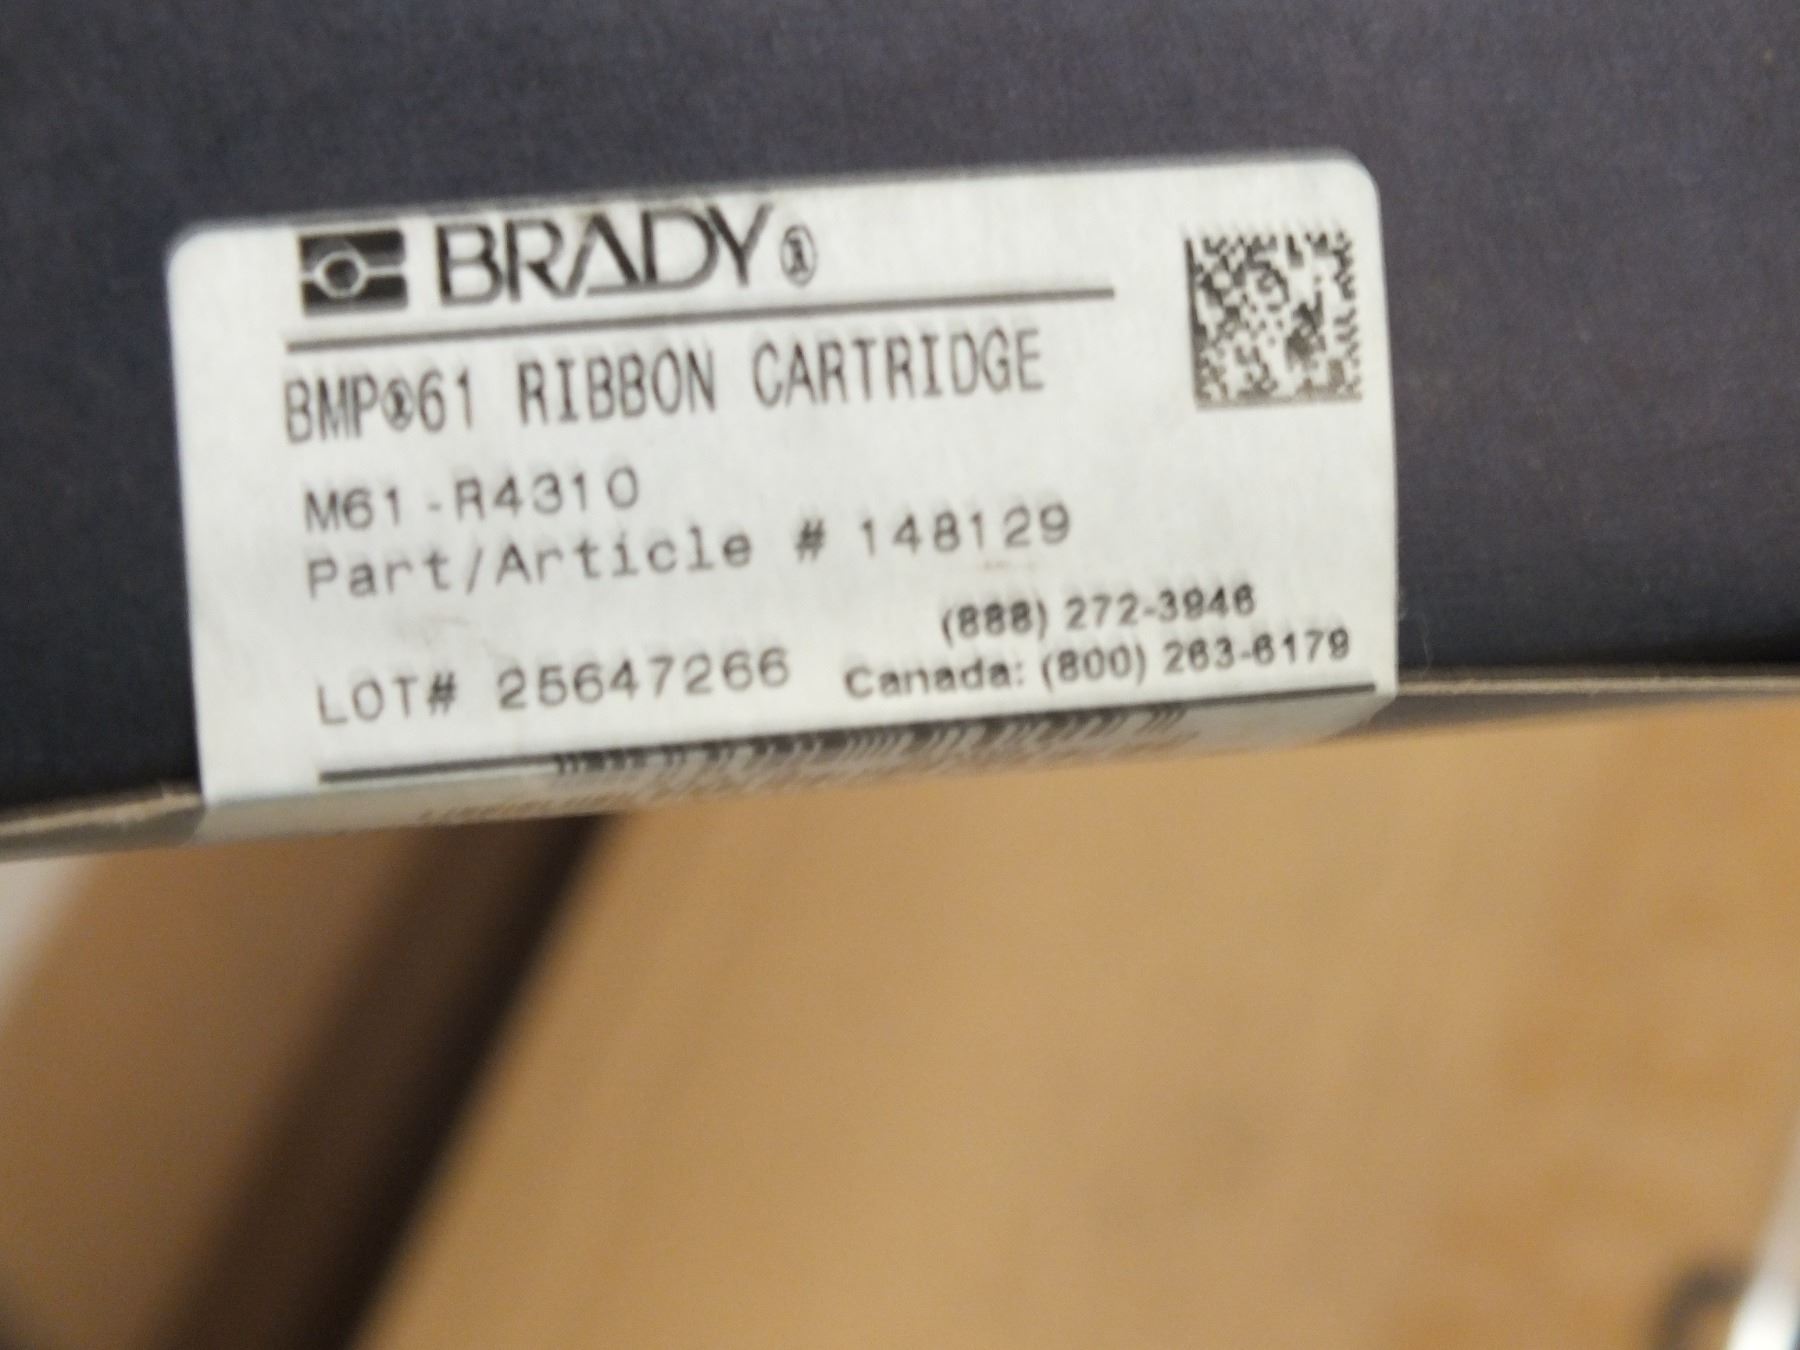 BRADY®
BMP®61 RIBBON CARTRIDGE
M61-R4310
Part/Article # 148129
(888) 272-3946
LOT# 25647266 Canada: (800) 263-6179